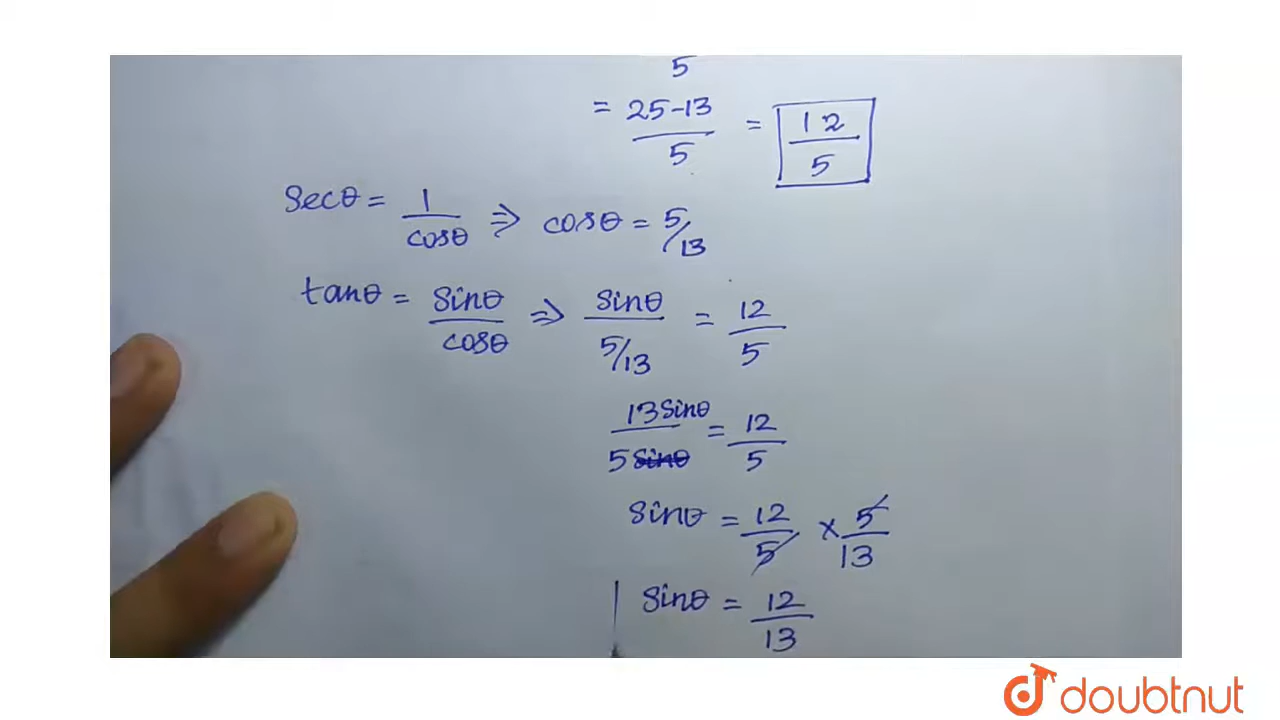 5
= 25-13/5 = 12/5
secθ = 1/cosθ ⇒ cosθ = 5/13
tanθ = sinθ/cosθ ⇒ sinθ/5/13 = 12/5
13sinθ/5 = 12/5
sinθ = 12/5 × 5/13
sinθ = 12/13
doubtnut